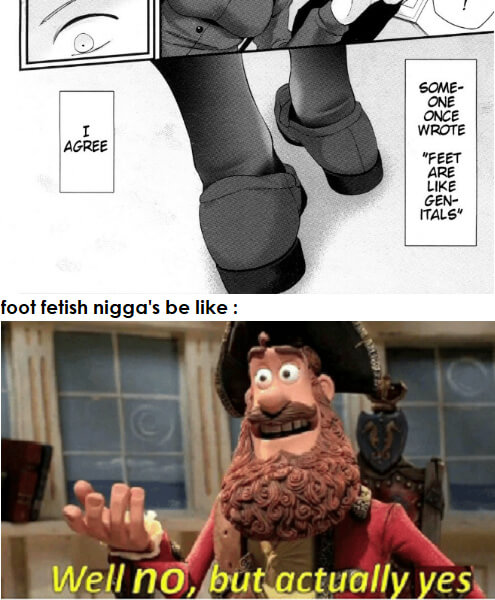 !
SOME-
ONE
ONCE
WROTE
"FEET
ARE
LIKE
GEN-
ITALS"
I
AGREE
foot fetish nigga's be like :
Well no, but actually yes